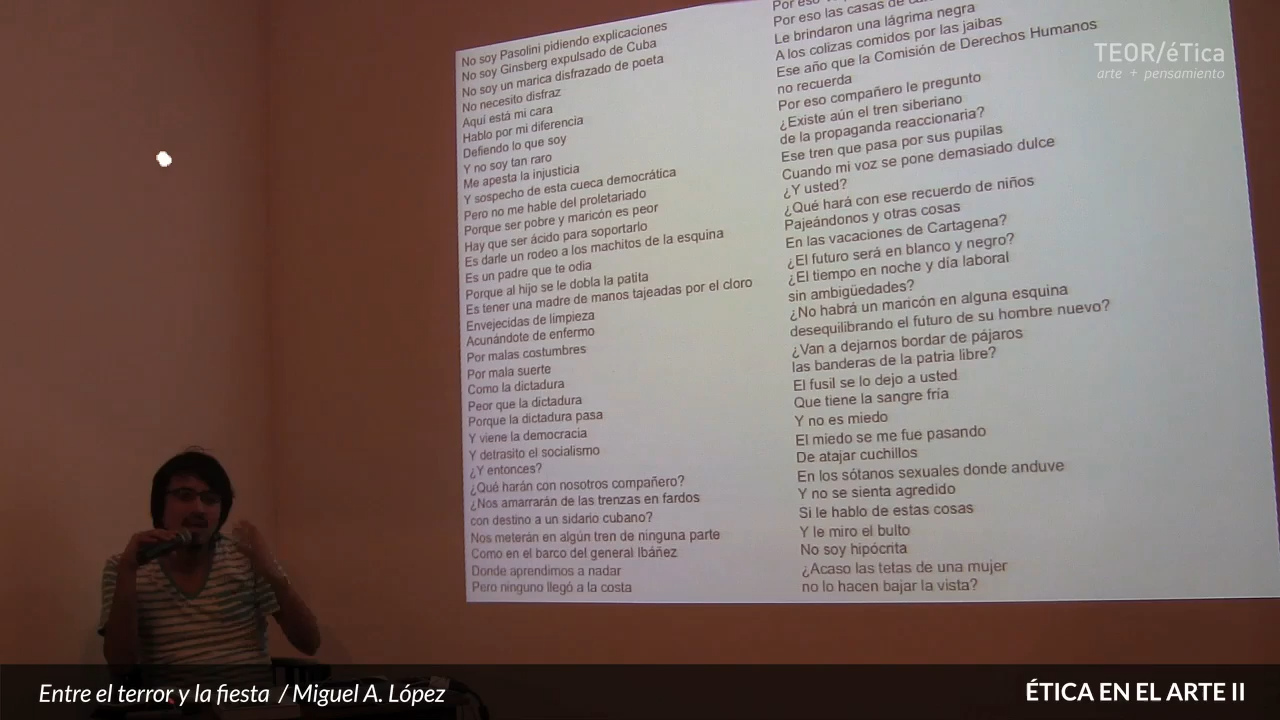 No soy Pasolini pidiendo explicaciones
No soy Ginsberg expulsado de Cuba
No soy un marica disfrazado de poeta
No necesito disfraz
Aquí está mi cara
Hablo por mi diferencia
Defiendo lo que soy
Y no soy tan raro
Me apesta la injusticia
Y sospecho de esta cueca democrática
Pero no me hable del proletariado
Porque ser pobre y maricón es peor
Hay que ser ácido para soportarlo
Es darle un rodeo a los machitos de la esquina
Es un padre que te odia
Porque al hijo se le dobla la patita
Es tener una madre de manos tajeadas por el cloro
Envejecidas de limpieza
Acunándote de enfermo
Por malas costumbres
Por mala suerte
Como la dictadura
Peor que la dictadura
Porque la dictadura pasa
Y viene la democracia
Y detrasito el socialismo
¿Y entonces?
¿Qué harán con nosotros compañero?
¿Nos amarrarán de las trenzas en fardos
con destino a un sidario cubano?
Nos meterán en algún tren de ninguna parte
Como en el barco del general Ibáñez
Donde aprendimos a nadar
Pero ninguno llegó a la costa
Por eso
Por eso las casas de
Le brindaron una lágrima negra
A los colizas comidos por las jaibas
Ese año que la Comisión de Derechos Humanos
no recuerda
Por eso compañero le pregunto
¿Existe aún el tren siberiano
de la propaganda reaccionaria?
Ese tren que pasa por sus pupilas
Cuando mi voz se pone demasiado dulce
¿Y usted?
¿Qué hará con ese recuerdo de niños
Pajeándonos y otras cosas
En las vacaciones de Cartagena?
¿El futuro será en blanco y negro?
¿El tiempo en noche y día laboral
sin ambigüedades?
¿No habrá un maricón en alguna esquina
desequilibrando el futuro de su hombre nuevo?
¿Van a dejarnos bordar de pájaros
las banderas de la patria libre?
El fusil se lo dejo a usted
Que tiene la sangre fría
Y no es miedo
El miedo se me fue pasando
De atajar cuchillos
En los sótanos sexuales donde anduve
Y no se sienta agredido
Si le hablo de estas cosas
Y le miro el bulto
No soy hipócrita
¿Acaso las tetas de una mujer
no lo hacen bajar la vista?
TEOR/éTica
arte + pensamiento
Entre el terror y la fiesta / Miguel A. López
ÉTICA EN EL ARTE II